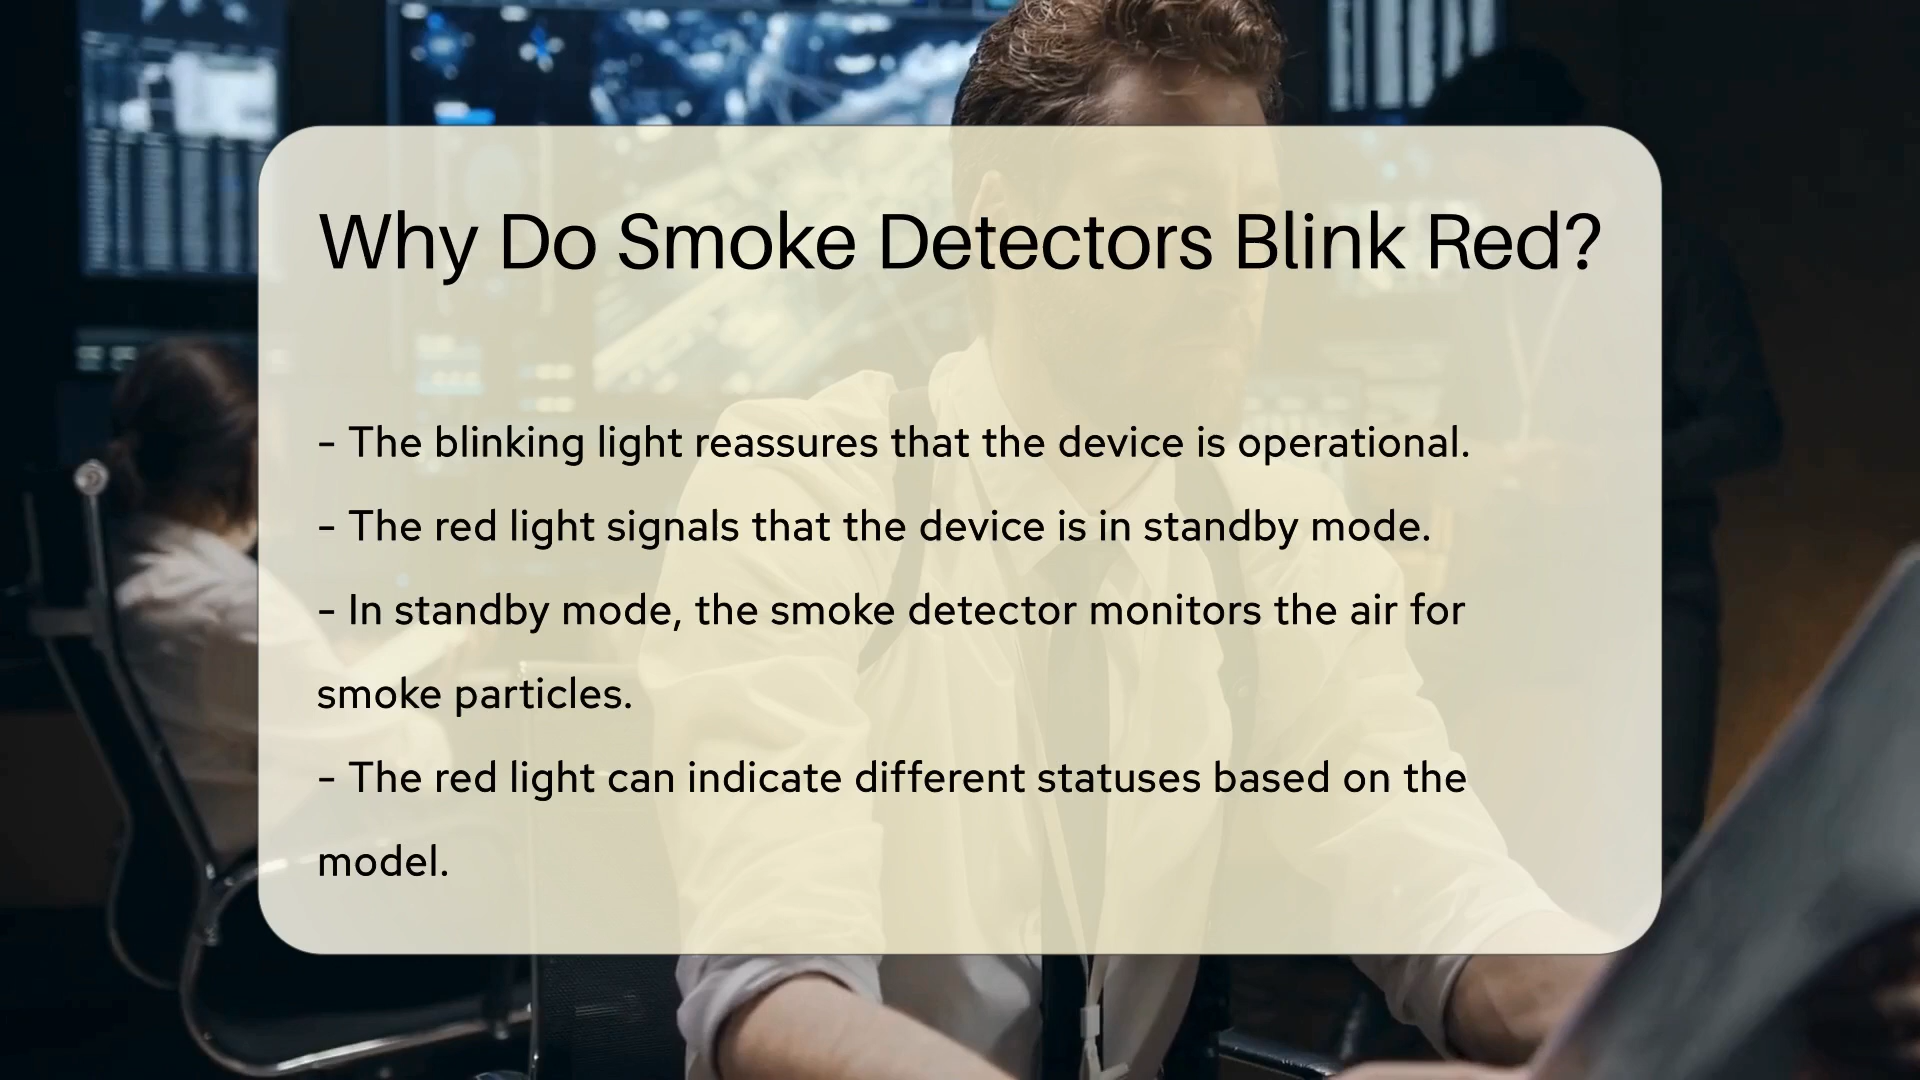 Why Do Smoke Detectors Blink Red?
- The blinking light reassures that the device is operational.
- The red light signals that the device is in standby mode.
- In standby mode, the smoke detector monitors the air for
smoke particles.
- The red light can indicate different statuses based on the
model.